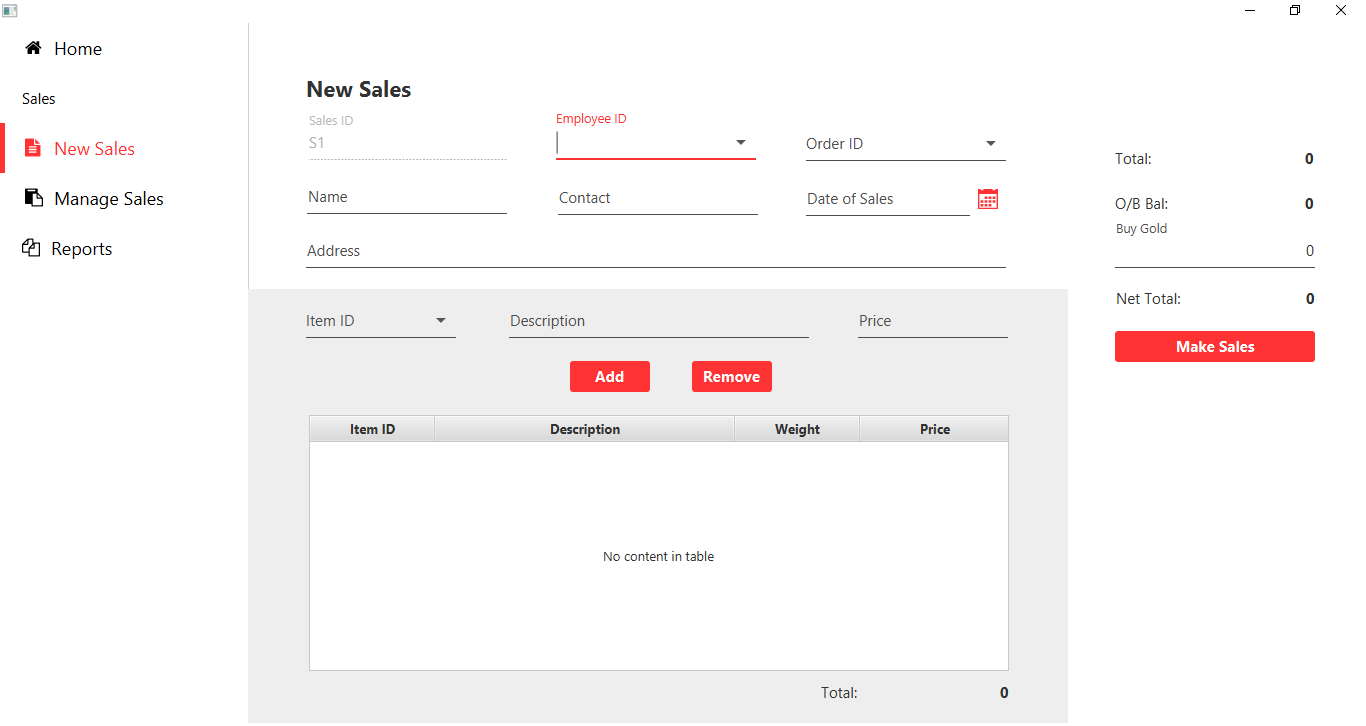 Home
Sales
New Sales
Manage Sales
Reports
New Sales
Sales ID
S1
Employee ID
Order ID
Name
Contact
Date of Sales
Address
Item ID
Description
Price
Add
Remove
Item ID Description Weight Price
No content in table
Total: 0
Total: 0
O/B Bal: 0
Buy Gold
0
Net Total: 0
Make Sales